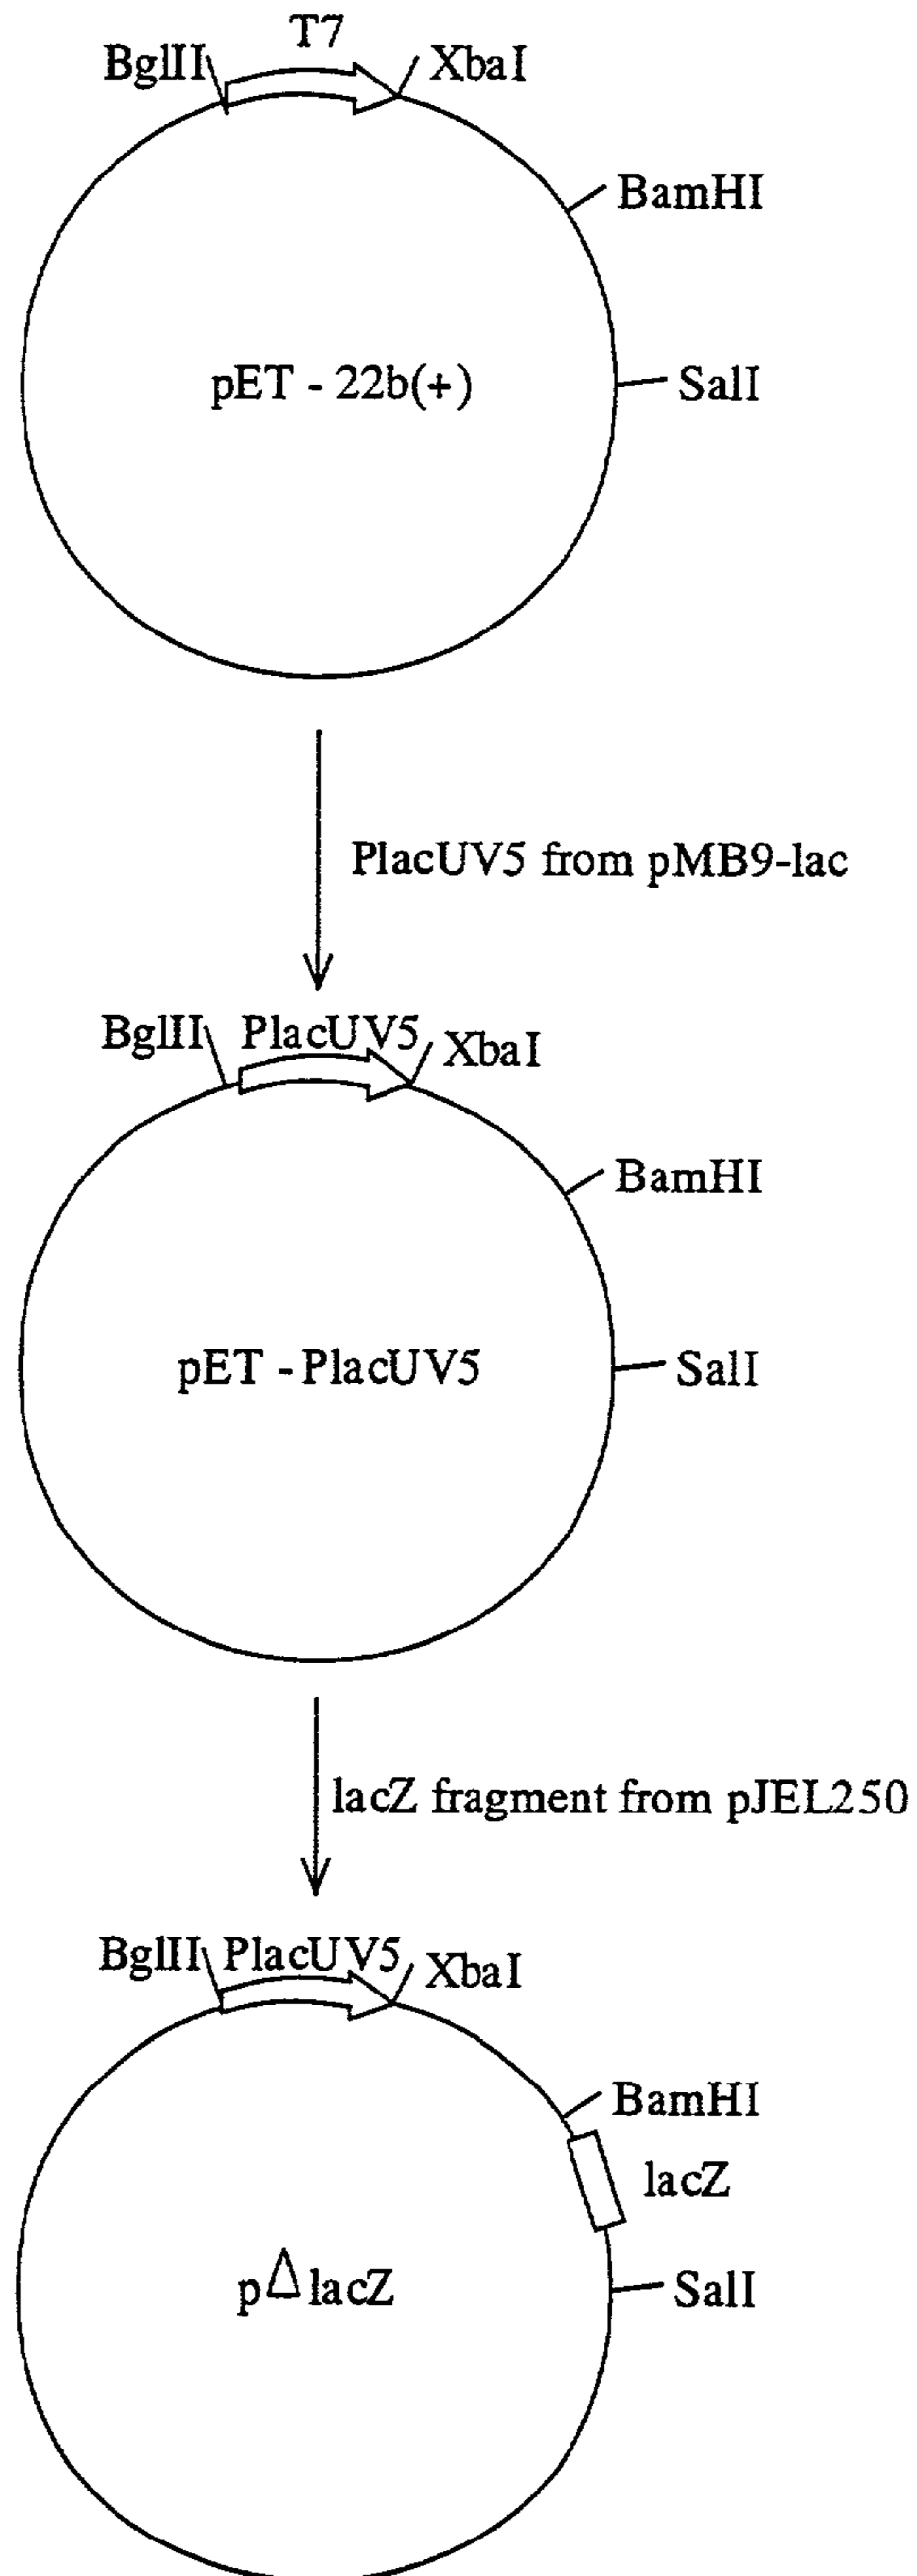 T7
BglII
XbaI
BamHI
pET - 22b(+)
SalI
PlacUV5 from pMB9-lac
BglII
PlacUV5
XbaI
BamHI
pET - PlacUV5
SalI
lacZ fragment from pJEL250
BglII
PlacUV5
XbaI
BamHI
lacZ
p△lacZ
SalI